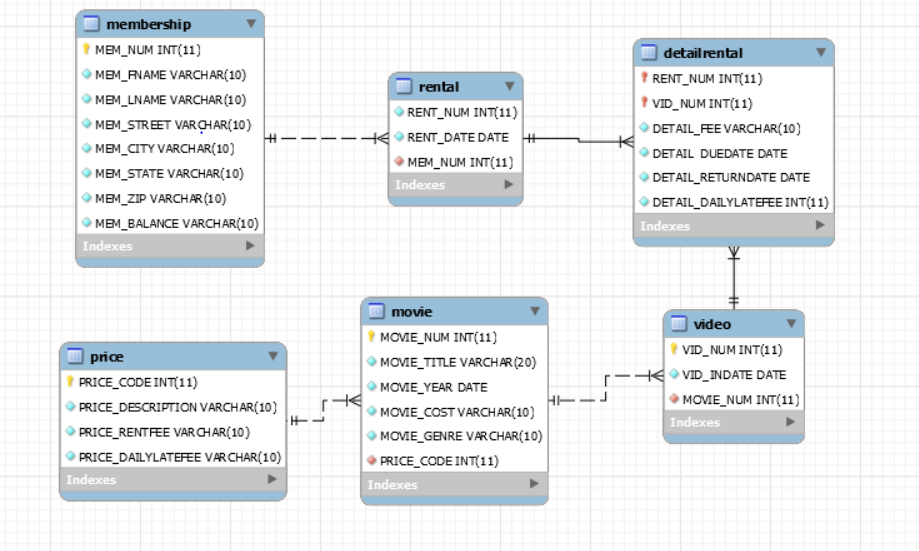 membership
MEM_NUM INT(11)
MEM_FNAME VARCHAR(10)
MEM_LNAME VARCHAR(10)
MEM_STREET VARCHAR(10)
MEM_CITY VARCHAR(10)
MEM_STATE VARCHAR(10)
MEM_ZIP VARCHAR(10)
MEM_BALANCE VARCHAR(10)
Indexes
rental
RENT_NUM INT(11)
RENT_DATE DATE
MEM_NUM INT(11)
Indexes
detailrental
RENT_NUM INT(11)
VID_NUM INT(11)
DETAIL_FEE VARCHAR(10)
DETAIL_DUEDATE DATE
DETAIL_RETURNDATE DATE
DETAIL_DAILYLATEFEE INT(11)
Indexes
price
PRICE_CODE INT(11)
PRICE_DESCRIPTION VARCHAR(10)
PRICE_RENTFEE VARCHAR(10)
PRICE_DAILYLATEFEE VARCHAR(10)
Indexes
movie
MOVIE_NUM INT(11)
MOVIE_TITLE VARCHAR(20)
MOVIE_YEAR DATE
MOVIE_COST VARCHAR(10)
MOVIE_GENRE VARCHAR(10)
PRICE_CODE INT(11)
Indexes
video
VID_NUM INT(11)
VID_INDATE DATE
MOVIE_NUM INT(11)
Indexes